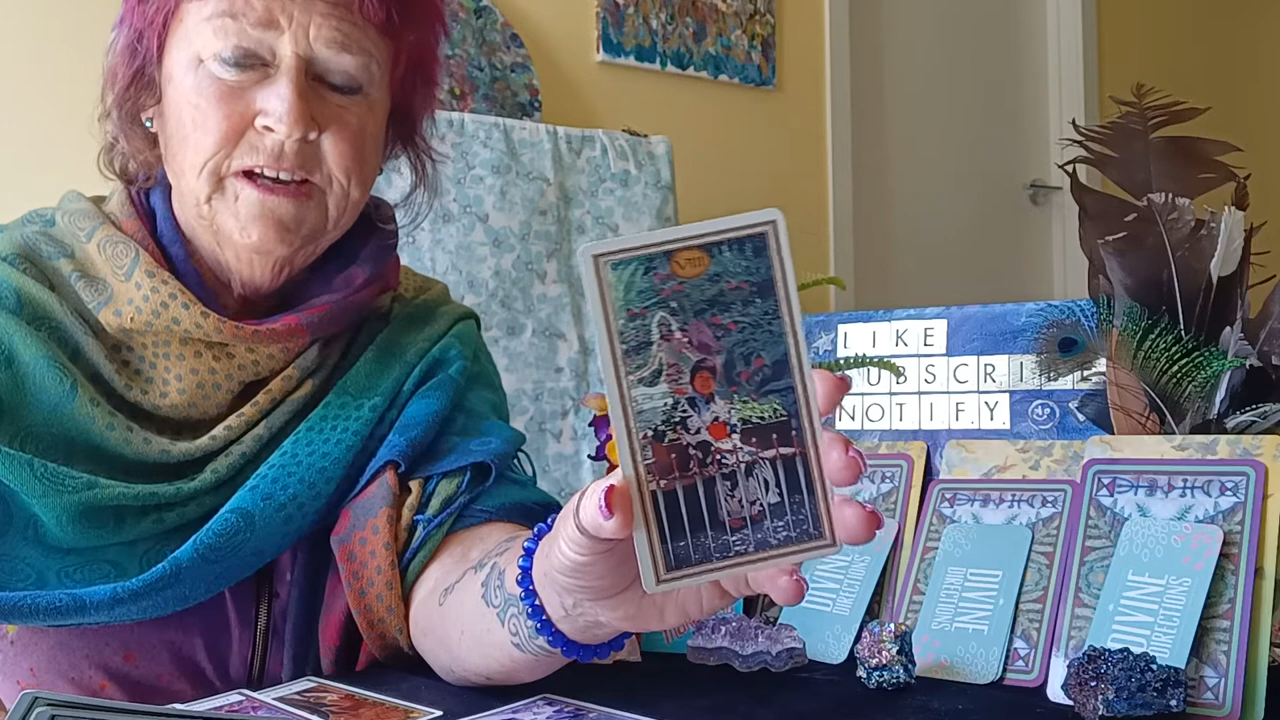 VIII
LIKE
SUBSCRIBE
NOTIFY
DIVINE
DIRECTIONS
DIVINE
DIRECTIONS
DIVINE
DIRECTIONS